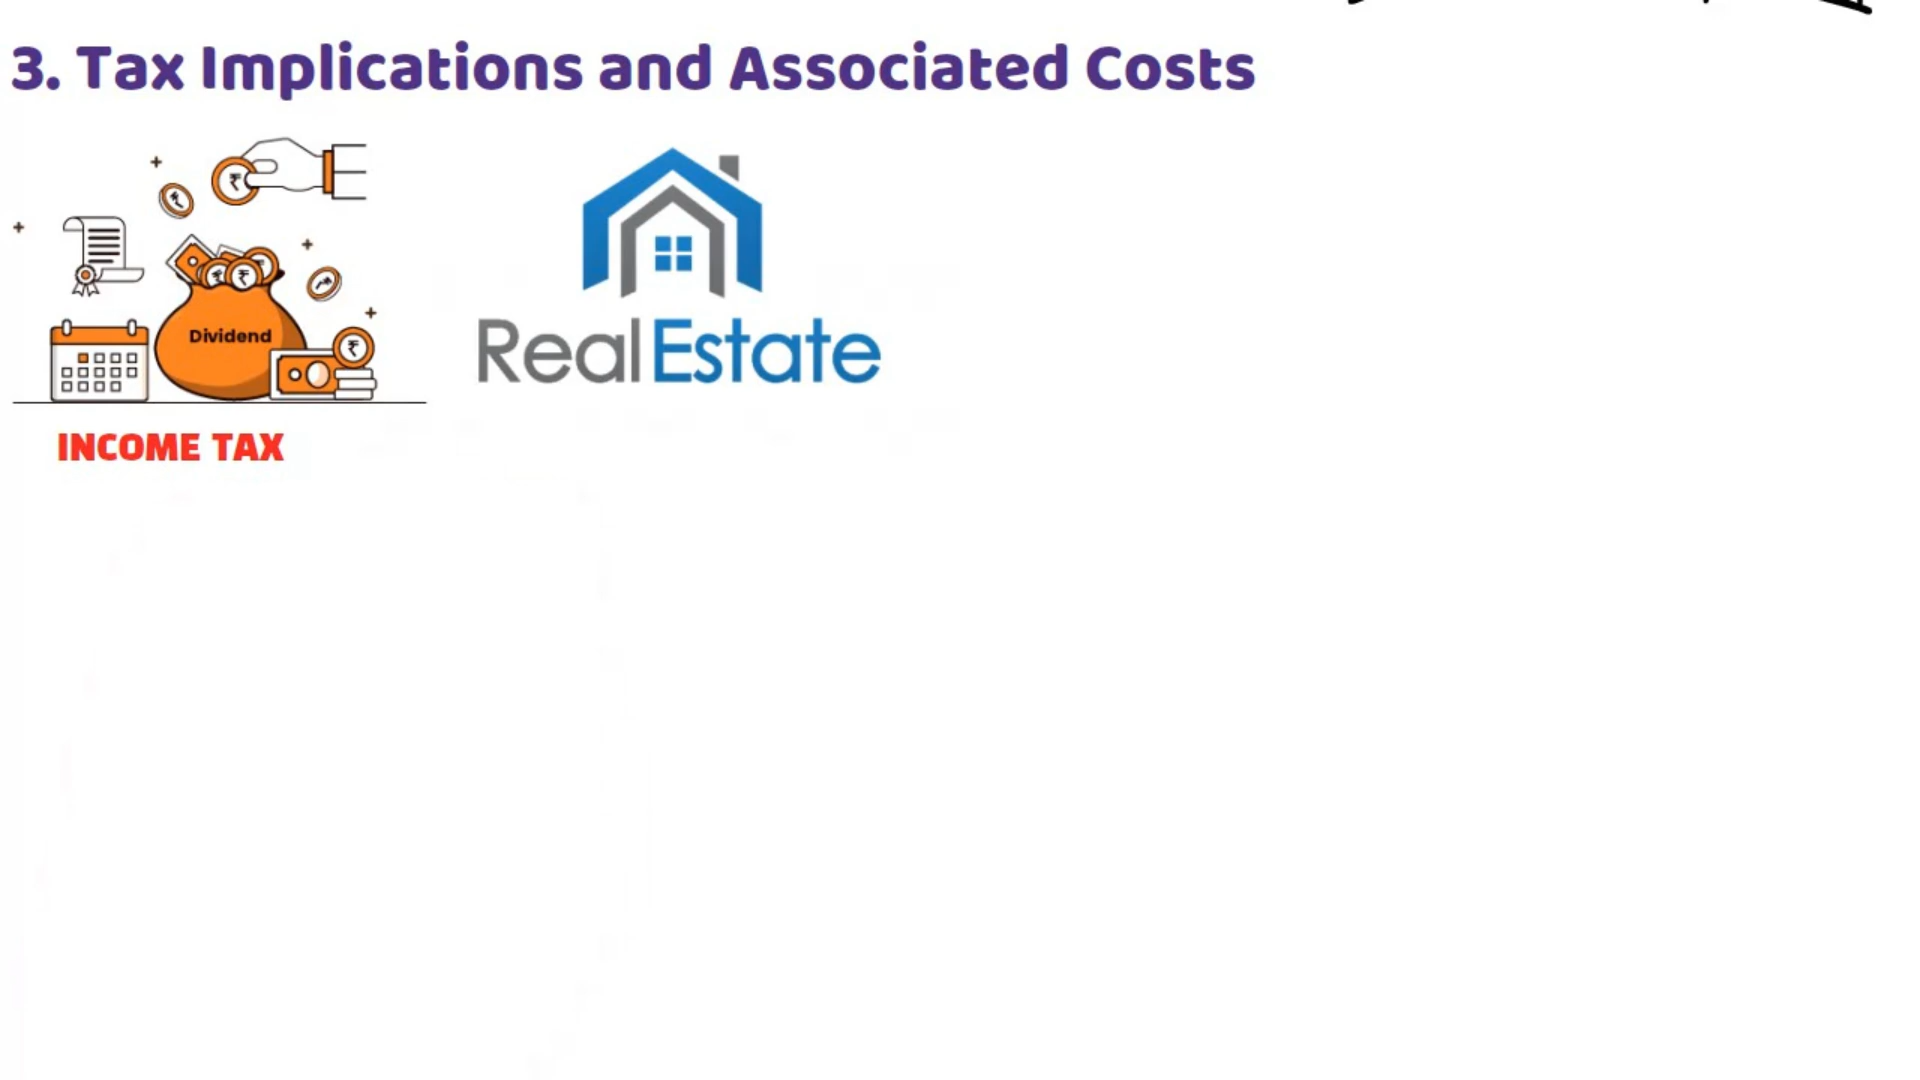 3. Tax Implications and Associated Costs
Dividend
RealEstate
INCOME TAX